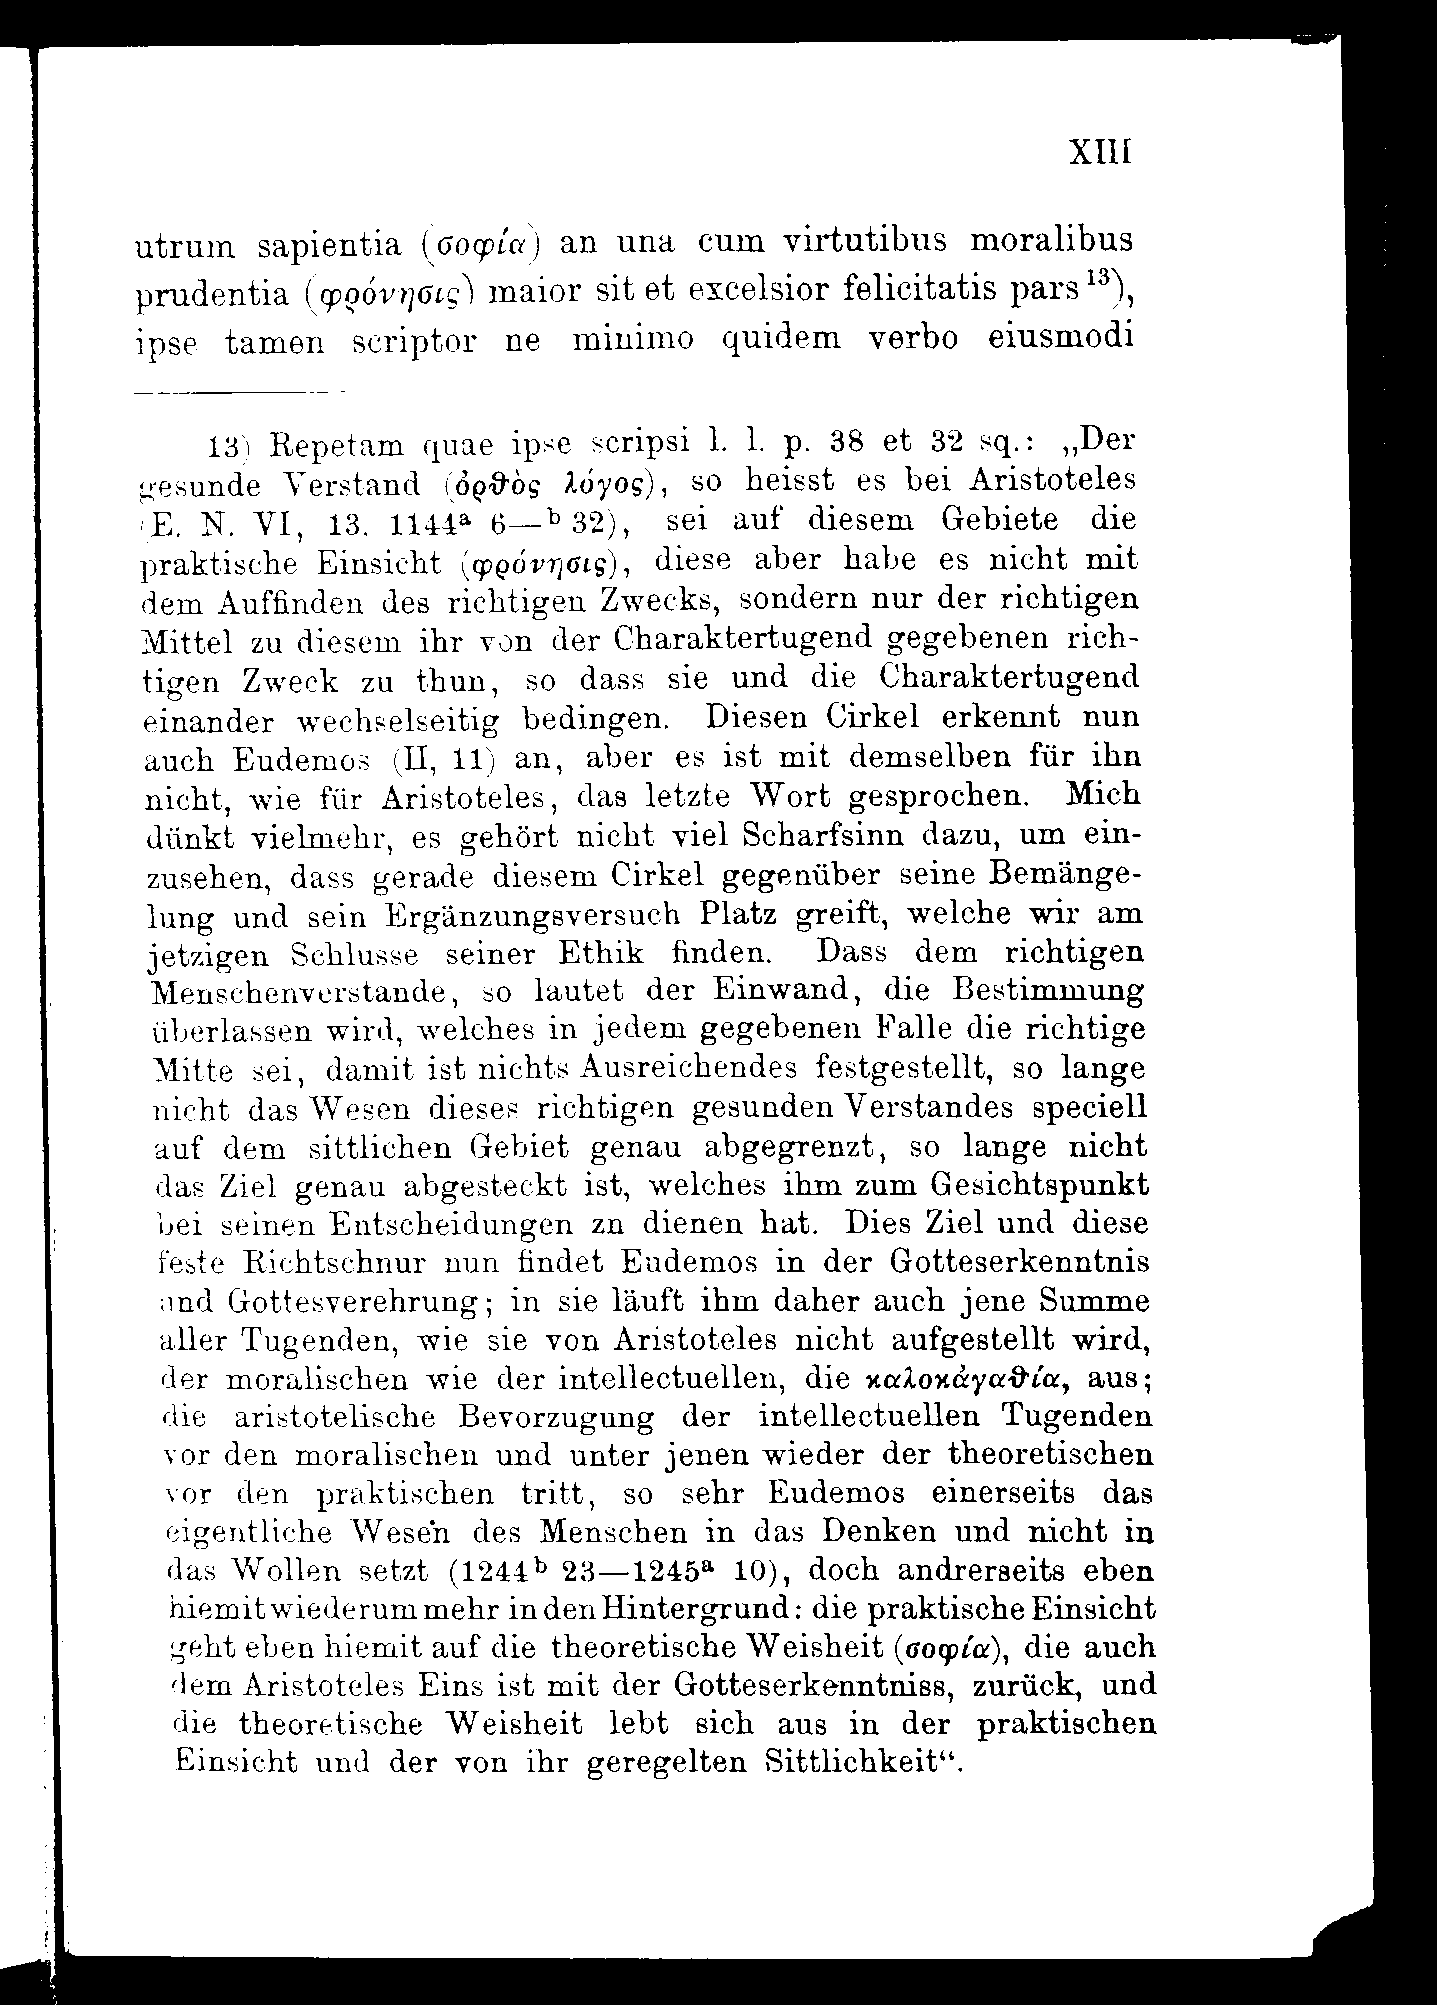 XIII
utrum sapientia (σοφία) an una cum virtutibus moralibus
prudentia (φρόνησις) maior sit et excelsior felicitatis pars¹³),
ipse tamen scriptor ne minimo quidem verbo eiusmodi
13) Repetam quae ipse scripsi l. l. p. 38 et 32 sq.: „Der
gesunde Verstand (ὀρθὸς λόγος), so heisst es bei Aristoteles
(E. N. VI, 13. 1144ᵃ 6—ᵇ 32), sei auf diesem Gebiete die
praktische Einsicht (φρόνησις), diese aber habe es nicht mit
dem Auffinden des richtigen Zwecks, sondern nur der richtigen
Mittel zu diesem ihr von der Charaktertugend gegebenen rich-
tigen Zweck zu thun, so dass sie und die Charaktertugend
einander wechselseitig bedingen. Diesen Cirkel erkennt nun
auch Eudemos (II, 11) an, aber es ist mit demselben für ihn
nicht, wie für Aristoteles, das letzte Wort gesprochen. Mich
dünkt vielmehr, es gehört nicht viel Scharfsinn dazu, um ein-
zusehen, dass gerade diesem Cirkel gegenüber seine Bemänge-
lung und sein Ergänzungsversuch Platz greift, welche wir am
jetzigen Schlusse seiner Ethik finden. Dass dem richtigen
Menschenverstande, so lautet der Einwand, die Bestimmung
überlassen wird, welches in jedem gegebenen Falle die richtige
Mitte sei, damit ist nichts Ausreichendes festgestellt, so lange
nicht das Wesen dieses richtigen gesunden Verstandes speciell
auf dem sittlichen Gebiet genau abgegrenzt, so lange nicht
das Ziel genau abgesteckt ist, welches ihm zum Gesichtspunkt
bei seinen Entscheidungen zn dienen hat. Dies Ziel und diese
feste Richtschnur nun findet Eudemos in der Gotteserkenntnis
und Gottesverehrung; in sie läuft ihm daher auch jene Summe
aller Tugenden, wie sie von Aristoteles nicht aufgestellt wird,
der moralischen wie der intellectuellen, die καλοκἀγαθία, aus;
die aristotelische Bevorzugung der intellectuellen Tugenden
vor den moralischen und unter jenen wieder der theoretischen
vor den praktischen tritt, so sehr Eudemos einerseits das
eigentliche Wesen des Menschen in das Denken und nicht in
das Wollen setzt (1244ᵇ 23—1245ᵃ 10), doch andrerseits eben
hiemit wiederum mehr in den Hintergrund: die praktische Einsicht
geht eben hiemit auf die theoretische Weisheit (σοφία), die auch
dem Aristoteles Eins ist mit der Gotteserkenntniss, zurück, und
die theoretische Weisheit lebt sich aus in der praktischen
Einsicht und der von ihr geregelten Sittlichkeit“.